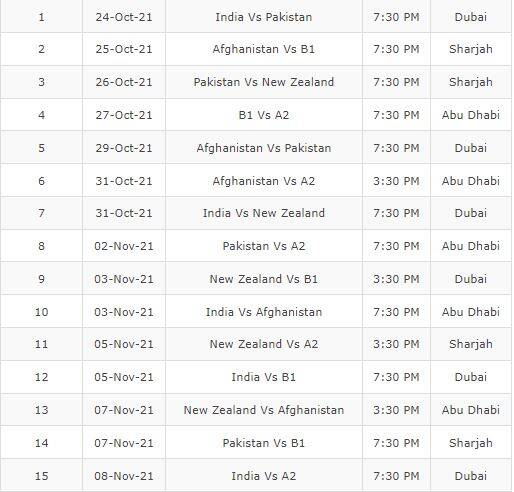 1 24-Oct-21 India Vs Pakistan 7:30 PM Dubai
2 25-Oct-21 Afghanistan Vs B1 7:30 PM Sharjah
3 26-Oct-21 Pakistan Vs New Zealand 7:30 PM Sharjah
4 27-Oct-21 B1 Vs A2 7:30 PM Abu Dhabi
5 29-Oct-21 Afghanistan Vs Pakistan 7:30 PM Dubai
6 31-Oct-21 Afghanistan Vs A2 3:30 PM Abu Dhabi
7 31-Oct-21 India Vs New Zealand 7:30 PM Dubai
8 02-Nov-21 Pakistan Vs A2 7:30 PM Abu Dhabi
9 03-Nov-21 New Zealand Vs B1 3:30 PM Dubai
10 03-Nov-21 India Vs Afghanistan 7:30 PM Abu Dhabi
11 05-Nov-21 New Zealand Vs A2 3:30 PM Sharjah
12 05-Nov-21 India Vs B1 7:30 PM Dubai
13 07-Nov-21 New Zealand Vs Afghanistan 3:30 PM Abu Dhabi
14 07-Nov-21 Pakistan Vs B1 7:30 PM Sharjah
15 08-Nov-21 India Vs A2 7:30 PM Dubai